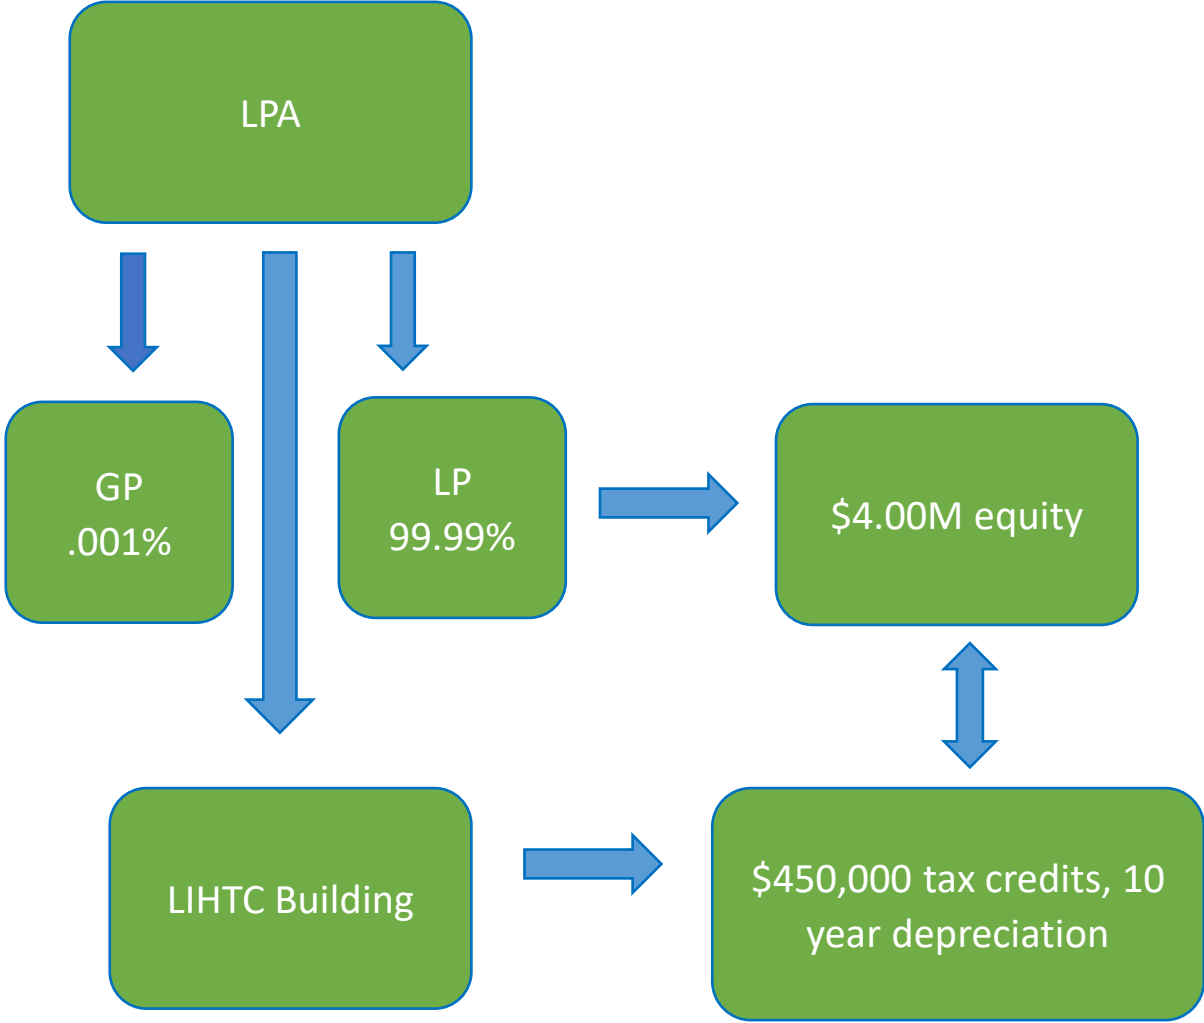 LPA
GP
.001%
LP
99.99%
$4.00M equity
LIHTC Building
$450,000 tax credits, 10
year depreciation